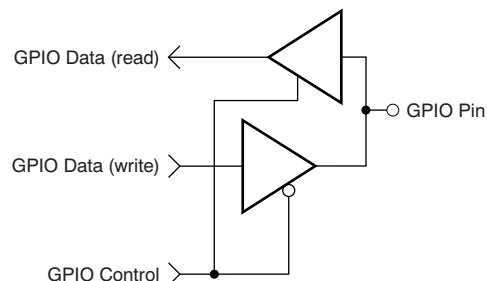 GPIO Data (read)
GPIO Pin
GPIO Data (write)
GPIO Control